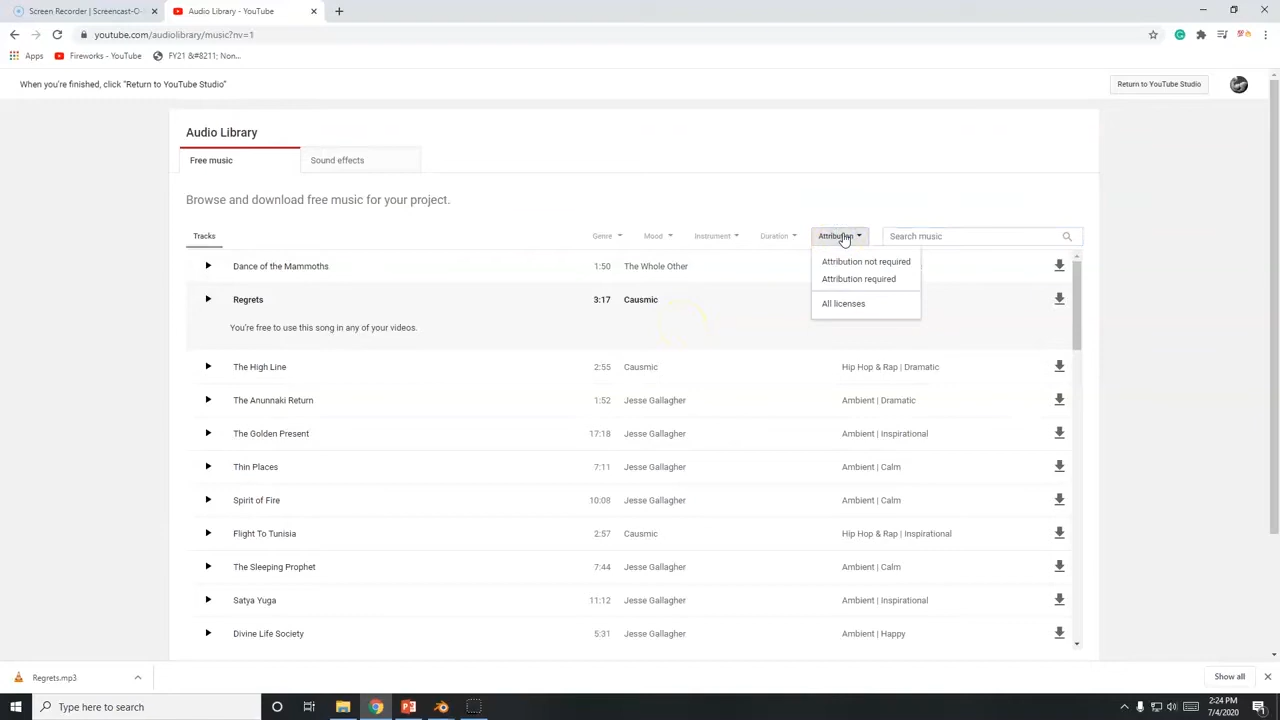 Screen Recorder | Screencast-O-
Audio Library - YouTube
youtube.com/audiolibrary/music?nv=1
Apps
Fireworks - YouTube
FY21 &#8211; Non...
When you're finished, click "Return to YouTube Studio"
Return to YouTube Studio
Audio Library
Free music
Sound effects
Browse and download free music for your project.
Tracks
Genre
Mood
Instrument
Duration
Attribution
Search music
Attribution not required
Attribution required
All licenses
Dance of the Mammoths 1:50 The Whole Other
Regrets 3:17 Causmic
You're free to use this song in any of your videos.
The High Line 2:55 Causmic Hip Hop & Rap | Dramatic
The Anunnaki Return 1:52 Jesse Gallagher Ambient | Dramatic
The Golden Present 17:18 Jesse Gallagher Ambient | Inspirational
Thin Places 7:11 Jesse Gallagher Ambient | Calm
Spirit of Fire 10:08 Jesse Gallagher Ambient | Calm
Flight To Tunisia 2:57 Causmic Hip Hop & Rap | Inspirational
The Sleeping Prophet 7:44 Jesse Gallagher Ambient | Calm
Satya Yuga 11:12 Jesse Gallagher Ambient | Inspirational
Divine Life Society 5:31 Jesse Gallagher Ambient | Happy
Regrets.mp3
Show all
Type here to search
2:24 PM
7/4/2020